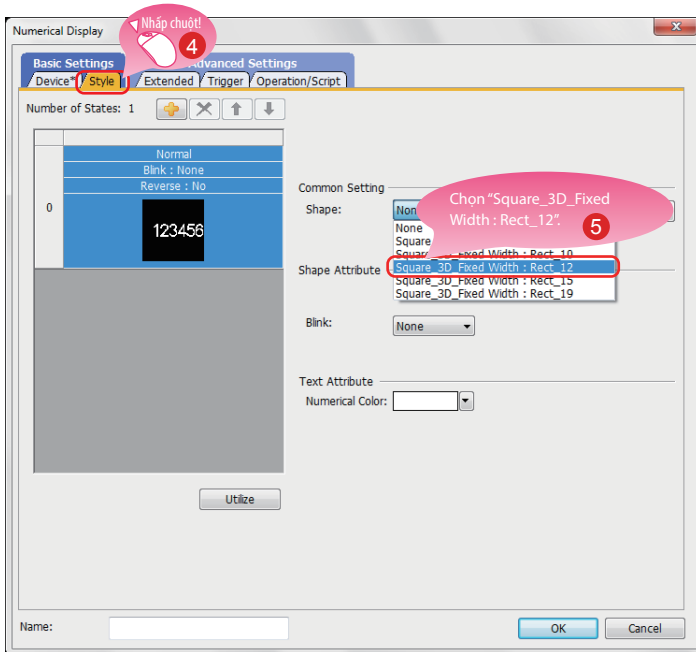 Numerical Display
Nhấp chuột!
4
Basic Settings
Advanced Settings
Device* Style Extended Trigger Operation/Script
Number of States: 1
Normal
Blink : None
Reverse : No
0
123456
Utilize
Common Setting
Shape:
Non
Chọn “Square_3D_Fixed
Width : Rect_12”.
5
None
Square
Square_3D_Fixed Width : Rect_10
Square_3D_Fixed Width : Rect_12
Square_3D_Fixed Width : Rect_15
Square_3D_Fixed Width : Rect_19
Shape Attribute
Blink:
None
Text Attribute
Numerical Color:
Name:
OK
Cancel